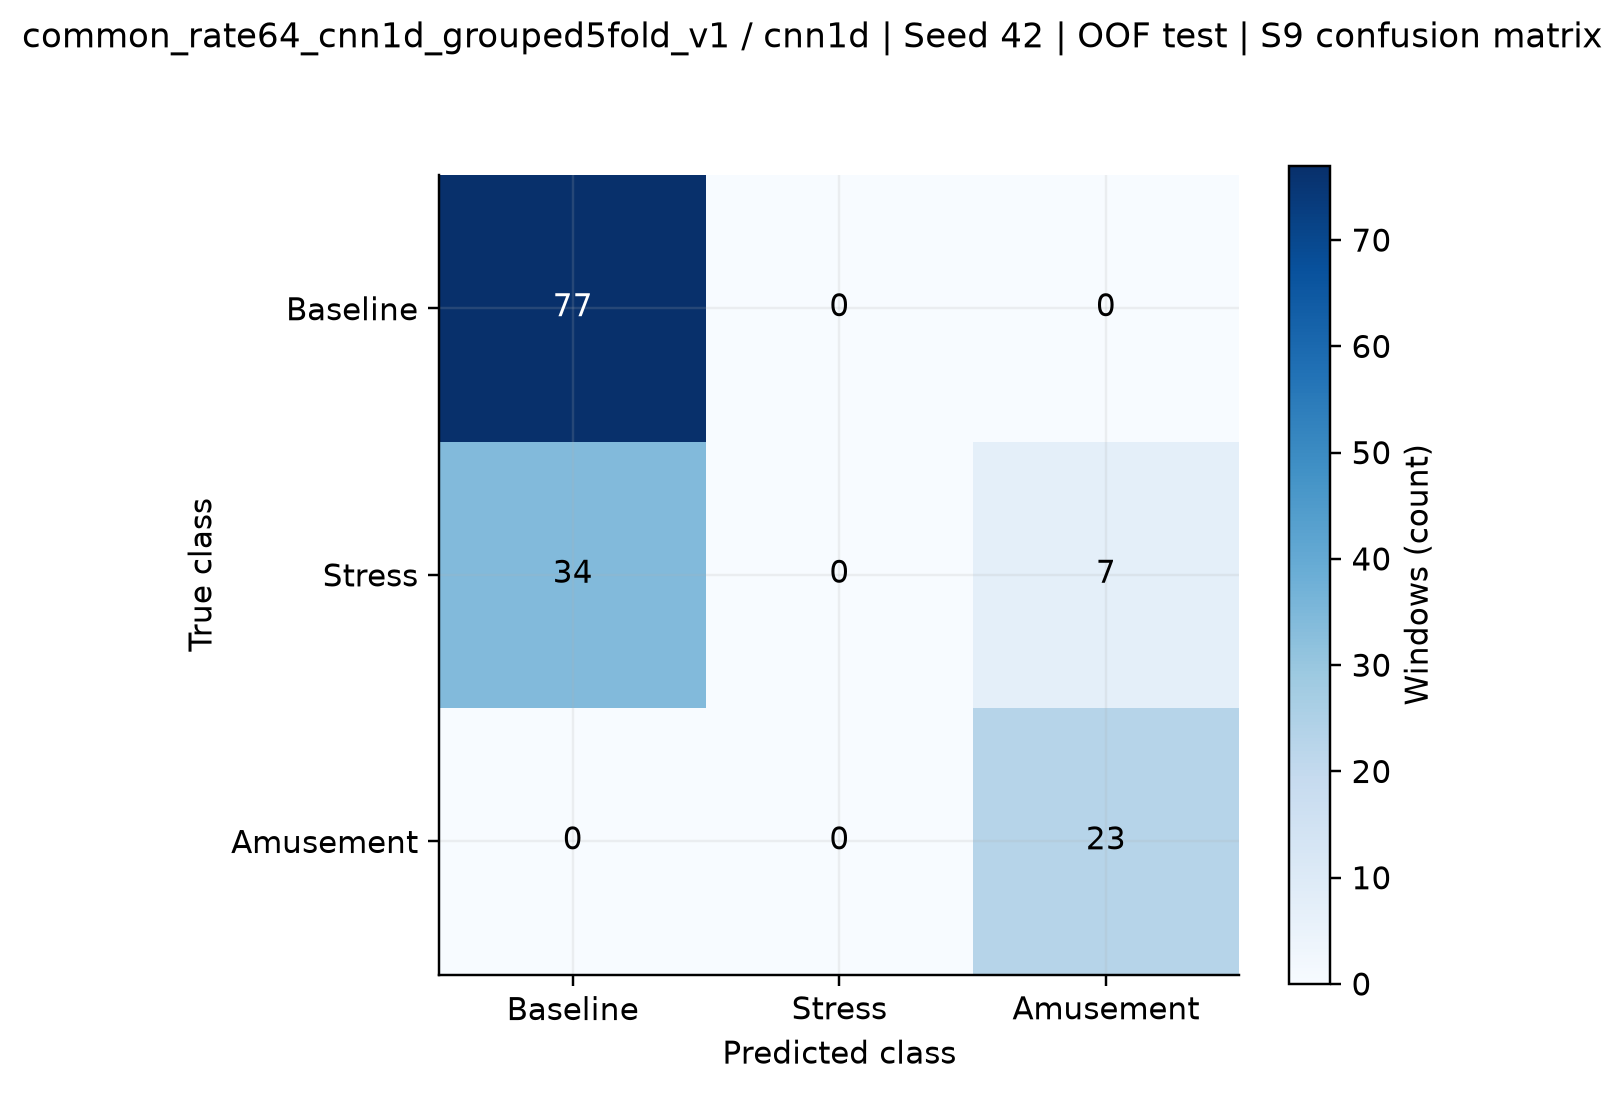 common_rate64_cnn1d_grouped5fold_v1 / cnn1d | Seed 42 | OOF test | S9 confusion matrix
Baseline
77
0
0
Stress
34
0
7
Amusement
0
0
23
True class
Baseline
Stress
Amusement
Predicted class
70
60
50
40
30
20
10
0
Windows (count)